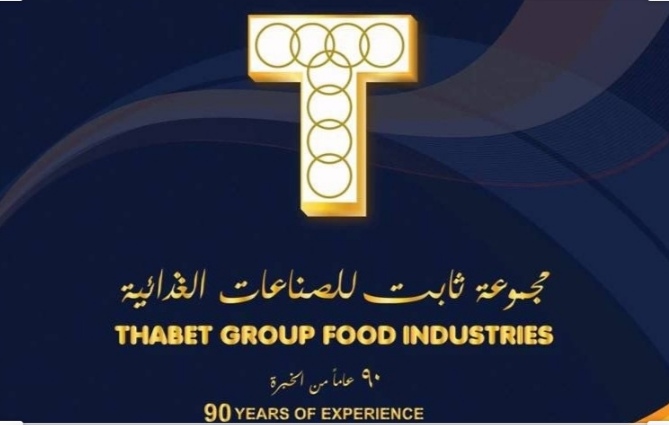 مجموعة ثابت للصناعات الغذائية
THABET GROUP FOOD INDUSTRIES
٩٠ عاماً من الخبرة
90 YEARS OF EXPERIENCE